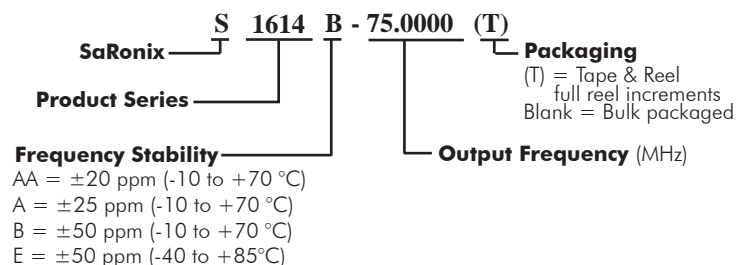 S 1614 B - 75.0000 (T)
SaRonix
Packaging
(T) = Tape & Reel
full reel increments
Blank = Bulk packaged
Product Series
Frequency Stability
AA = ±20 ppm (-10 to +70 °C)
A = ±25 ppm (-10 to +70 °C)
B = ±50 ppm (-10 to +70 °C)
E = ±50 ppm (-40 to +85°C)
Output Frequency (MHz)